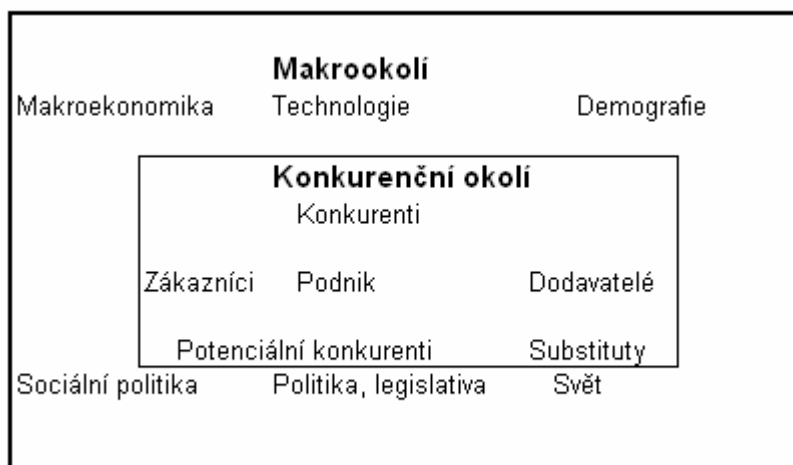 Makrookolí
Makroekonomika Technologie Demografie
Konkurenční okolí
Konkurenti
Zákazníci Podnik Dodavatelé
Potenciální konkurenti Substituty
Sociální politika Politika, legislativa Svět